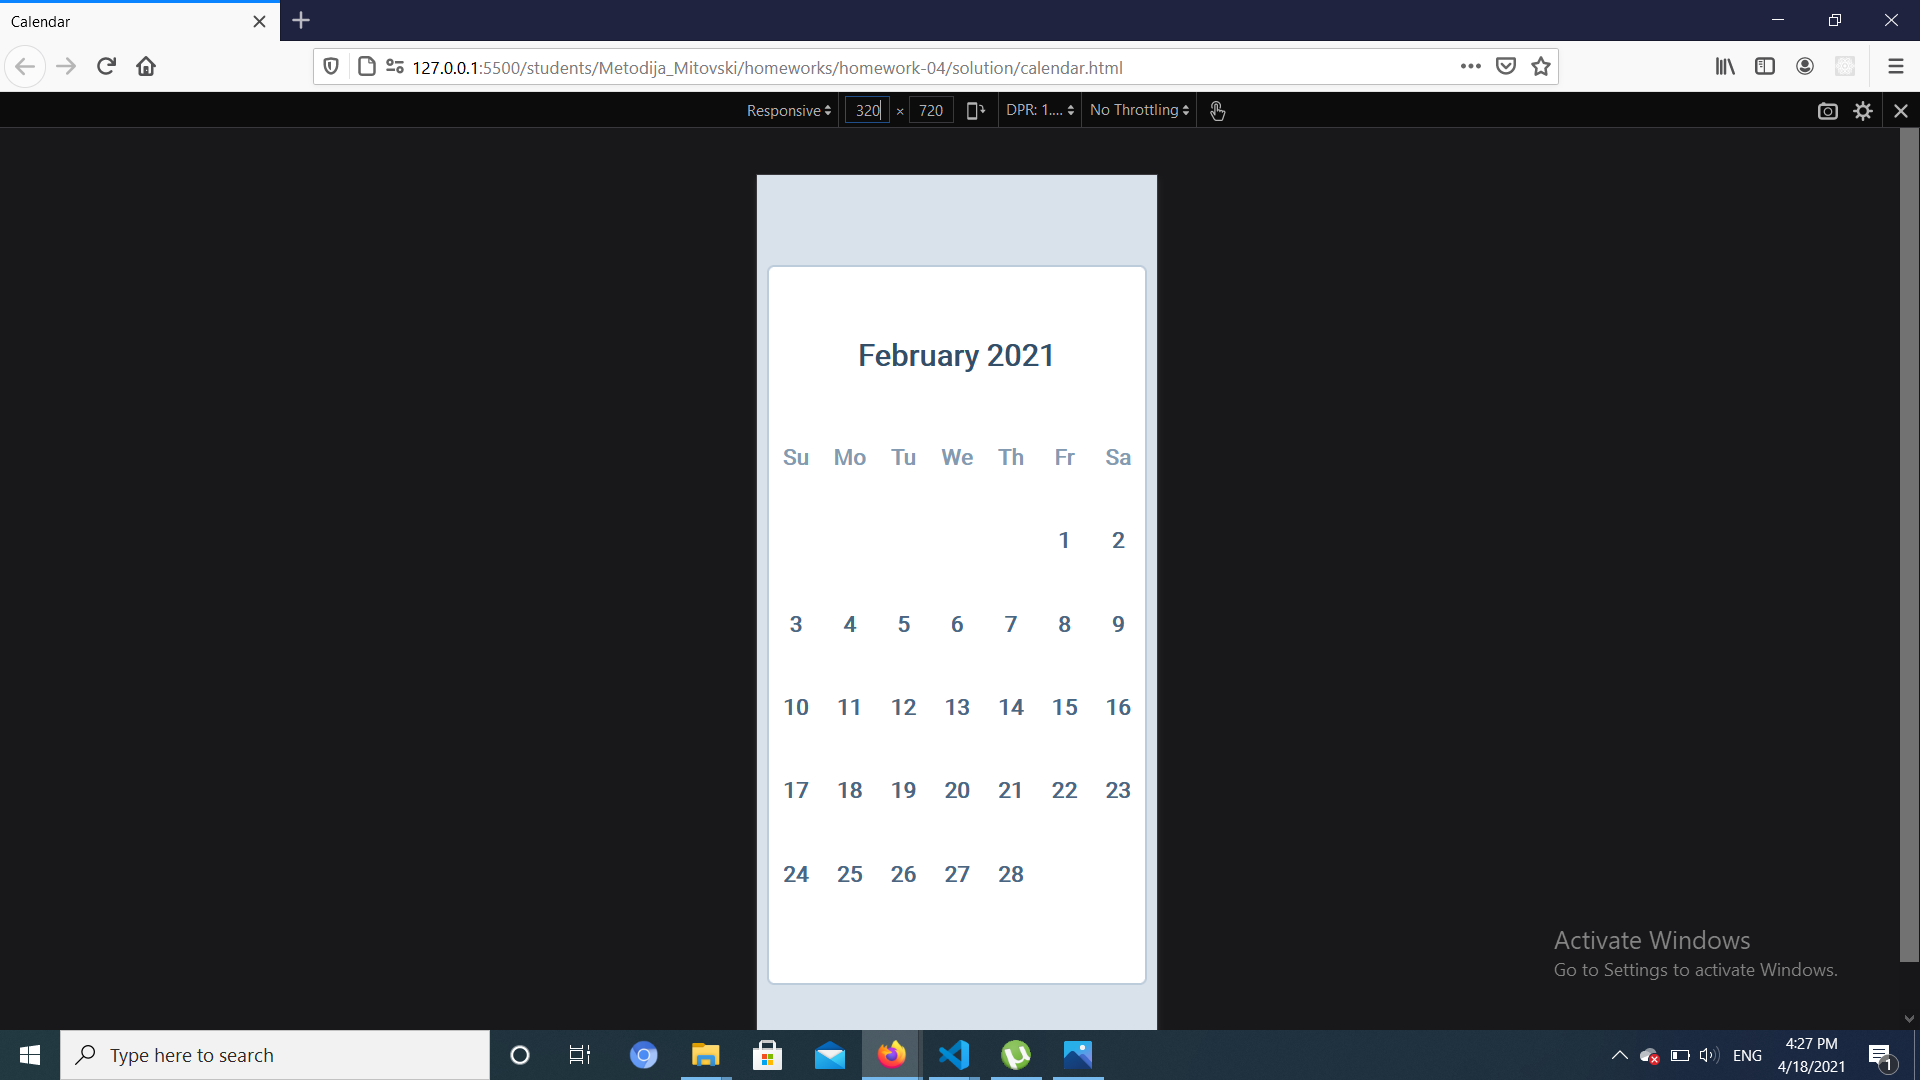 Calendar
127.0.0.1:5500/students/Metodija_Mitovski/homeworks/homework-04/solution/calendar.html
Responsive 320 × 720 DPR: 1.... No Throttling
February 2021
Su Mo Tu We Th Fr Sa
1 2
3 4 5 6 7 8 9
10 11 12 13 14 15 16
17 18 19 20 21 22 23
24 25 26 27 28
Activate Windows
Go to Settings to activate Windows.
Type here to search
ENG
4:27 PM
4/18/2021
1